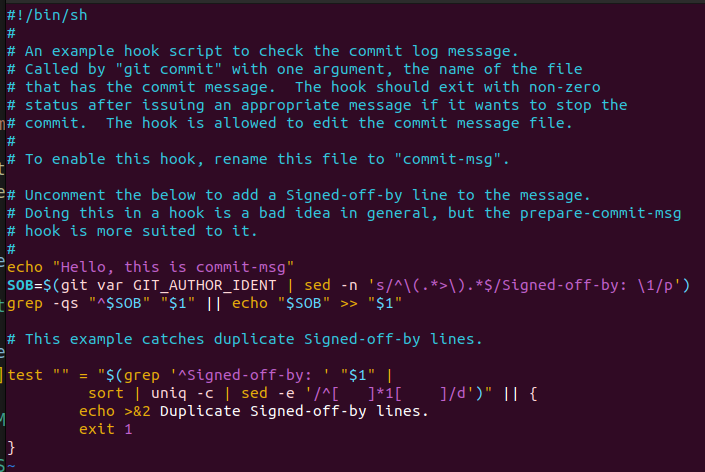 #!/bin/sh
#
# An example hook script to check the commit log message.
# Called by "git commit" with one argument, the name of the file
# that has the commit message.  The hook should exit with non-zero
# status after issuing an appropriate message if it wants to stop the
# commit.  The hook is allowed to edit the commit message file.
#
# To enable this hook, rename this file to "commit-msg".

# Uncomment the below to add a Signed-off-by line to the message.
# Doing this in a hook is a bad idea in general, but the prepare-commit-msg
# hook is more suited to it.
#
echo "Hello, this is commit-msg"
SOB=$(git var GIT_AUTHOR_IDENT | sed -n 's/^\(.*>\).*$/Signed-off-by: \1/p')
grep -qs "^$SOB" "$1" || echo "$SOB" >> "$1"

# This example catches duplicate Signed-off-by lines.

test "" = "$(grep '^Signed-off-by: ' "$1" |
         sort | uniq -c | sed -e '/^[   ]*1[    ]/d')" || {
        echo >&2 Duplicate Signed-off-by lines.
        exit 1
}
~